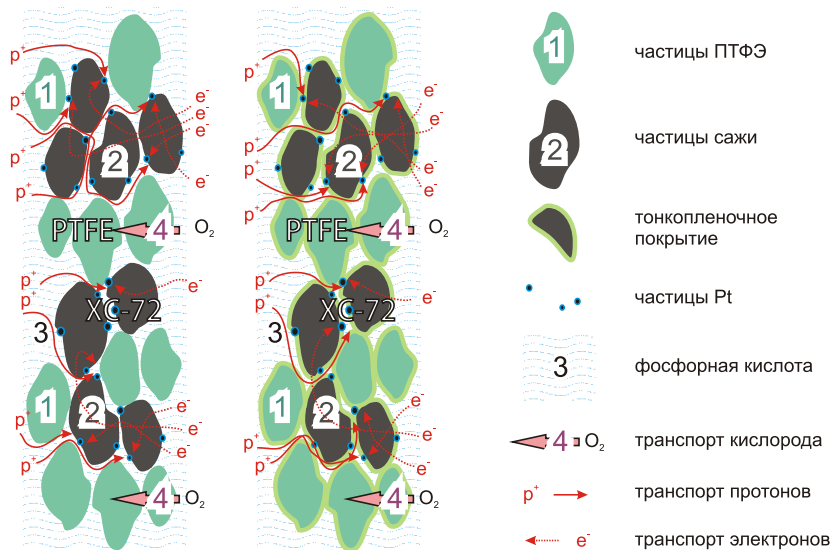 p⁺
p⁺
p⁺
p⁺
1
2
e⁻
e⁻
e⁻
e⁻
PTFE
4
O₂
p⁺
p⁺
e⁻
XC-72
3
1
2
e⁻
e⁻
e⁻
p⁺
p⁺
4
O₂
p⁺
p⁺
p⁺
p⁺
1
2
e⁻
e⁻
e⁻
e⁻
PTFE
4
O₂
p⁺
p⁺
e⁻
XC-72
3
1
2
e⁻
e⁻
e⁻
p⁺
p⁺
4
O₂
1 частицы ПТФЭ
2 частицы сажи
тонкопленочное
покрытие
частицы Pt
3 фосфорная кислота
4 O₂ транспорт кислорода
p⁺ транспорт протонов
e⁻ транспорт электронов